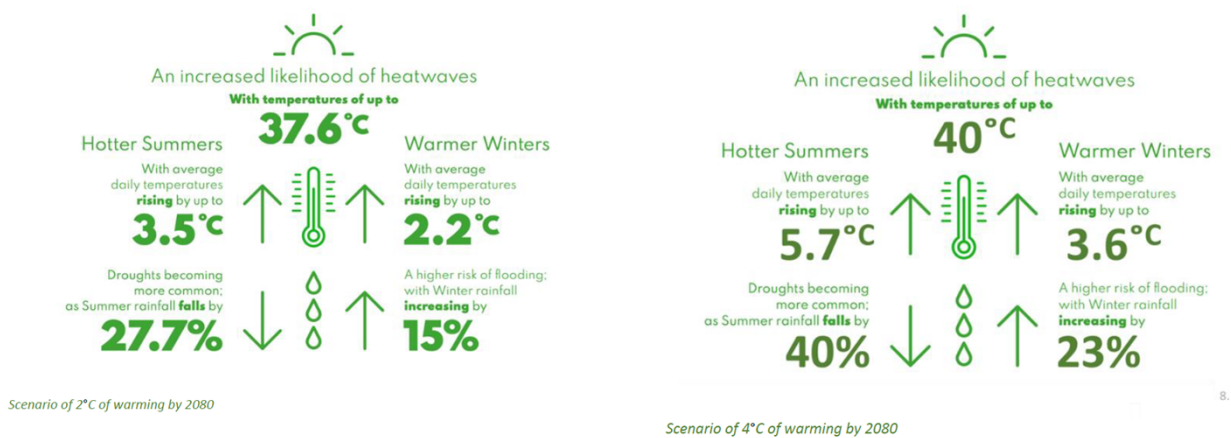 An increased likelihood of heatwaves
With temperatures of up to
37.6°C
Hotter Summers
With average
daily temperatures
rising by up to
3.5°C
Warmer Winters
With average
daily temperatures
rising by up to
2.2°C
Droughts becoming
more common;
as Summer rainfall falls by
27.7%
A higher risk of flooding;
with Winter rainfall
increasing by
15%
Scenario of 2°C of warming by 2080
An increased likelihood of heatwaves
With temperatures of up to
40°C
Hotter Summers
With average
daily temperatures
rising by up to
5.7°C
Warmer Winters
With average
daily temperatures
rising by up to
3.6°C
Droughts becoming
more common;
as Summer rainfall falls by
40%
A higher risk of flooding;
with Winter rainfall
increasing by
23%
8.
Scenario of 4°C of warming by 2080